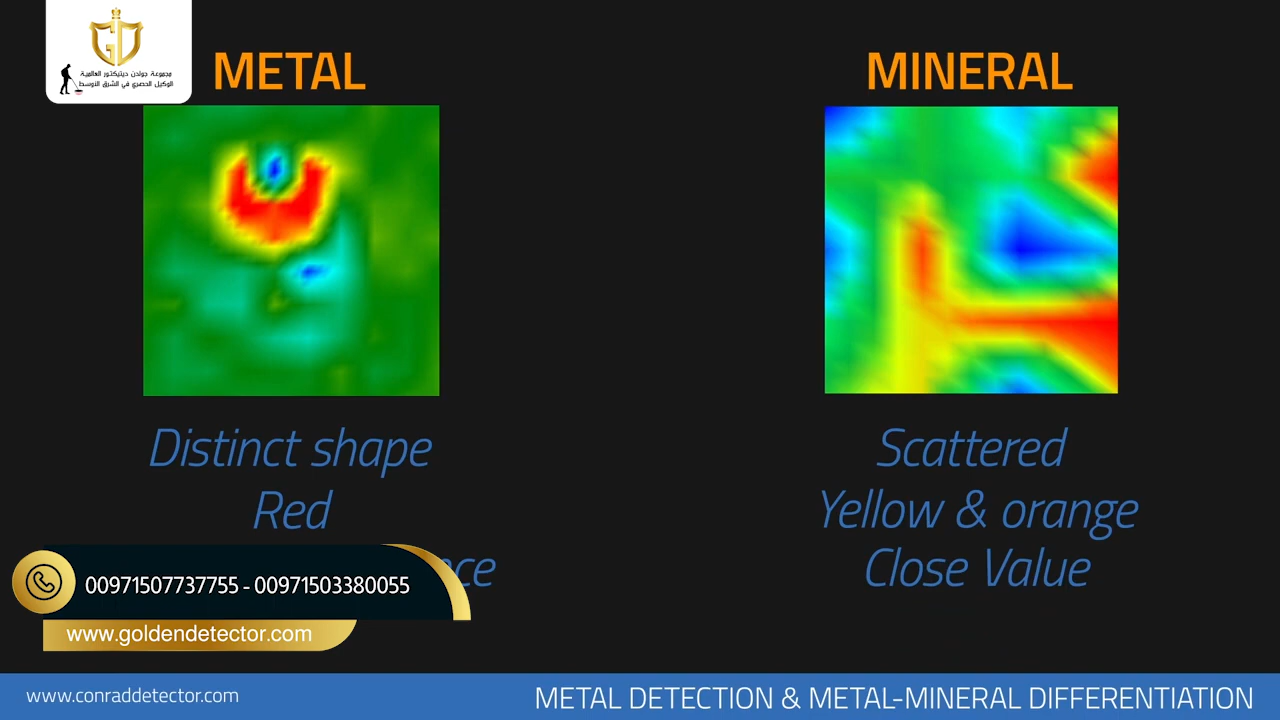 مجموعة جولدن ديتيكتور العالمية
الوكيل الحصري في الشرق الأوسط
METAL
MINERAL
Distinct shape
Red
Scattered
Yellow & orange
Close Value
00971507737755 - 00971503380055
www.goldendetector.com
www.conraddetector.com
METAL DETECTION & METAL-MINERAL DIFFERENTIATION